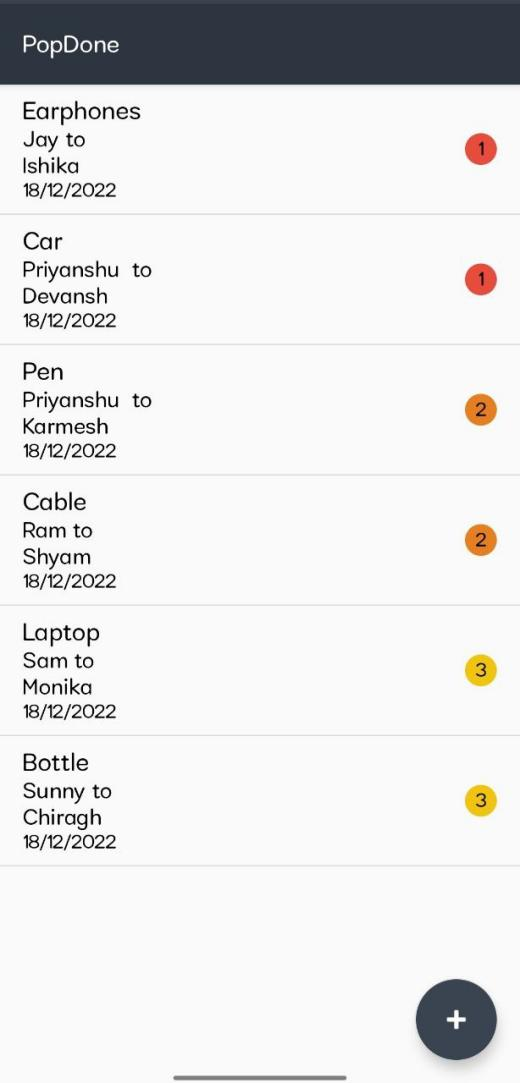 PopDone
Earphones
Jay to
Ishika
18/12/2022
1
Car
Priyanshu to
Devansh
18/12/2022
1
Pen
Priyanshu to
Karmesh
18/12/2022
2
Cable
Ram to
Shyam
18/12/2022
2
Laptop
Sam to
Monika
18/12/2022
3
Bottle
Sunny to
Chiragh
18/12/2022
3
+